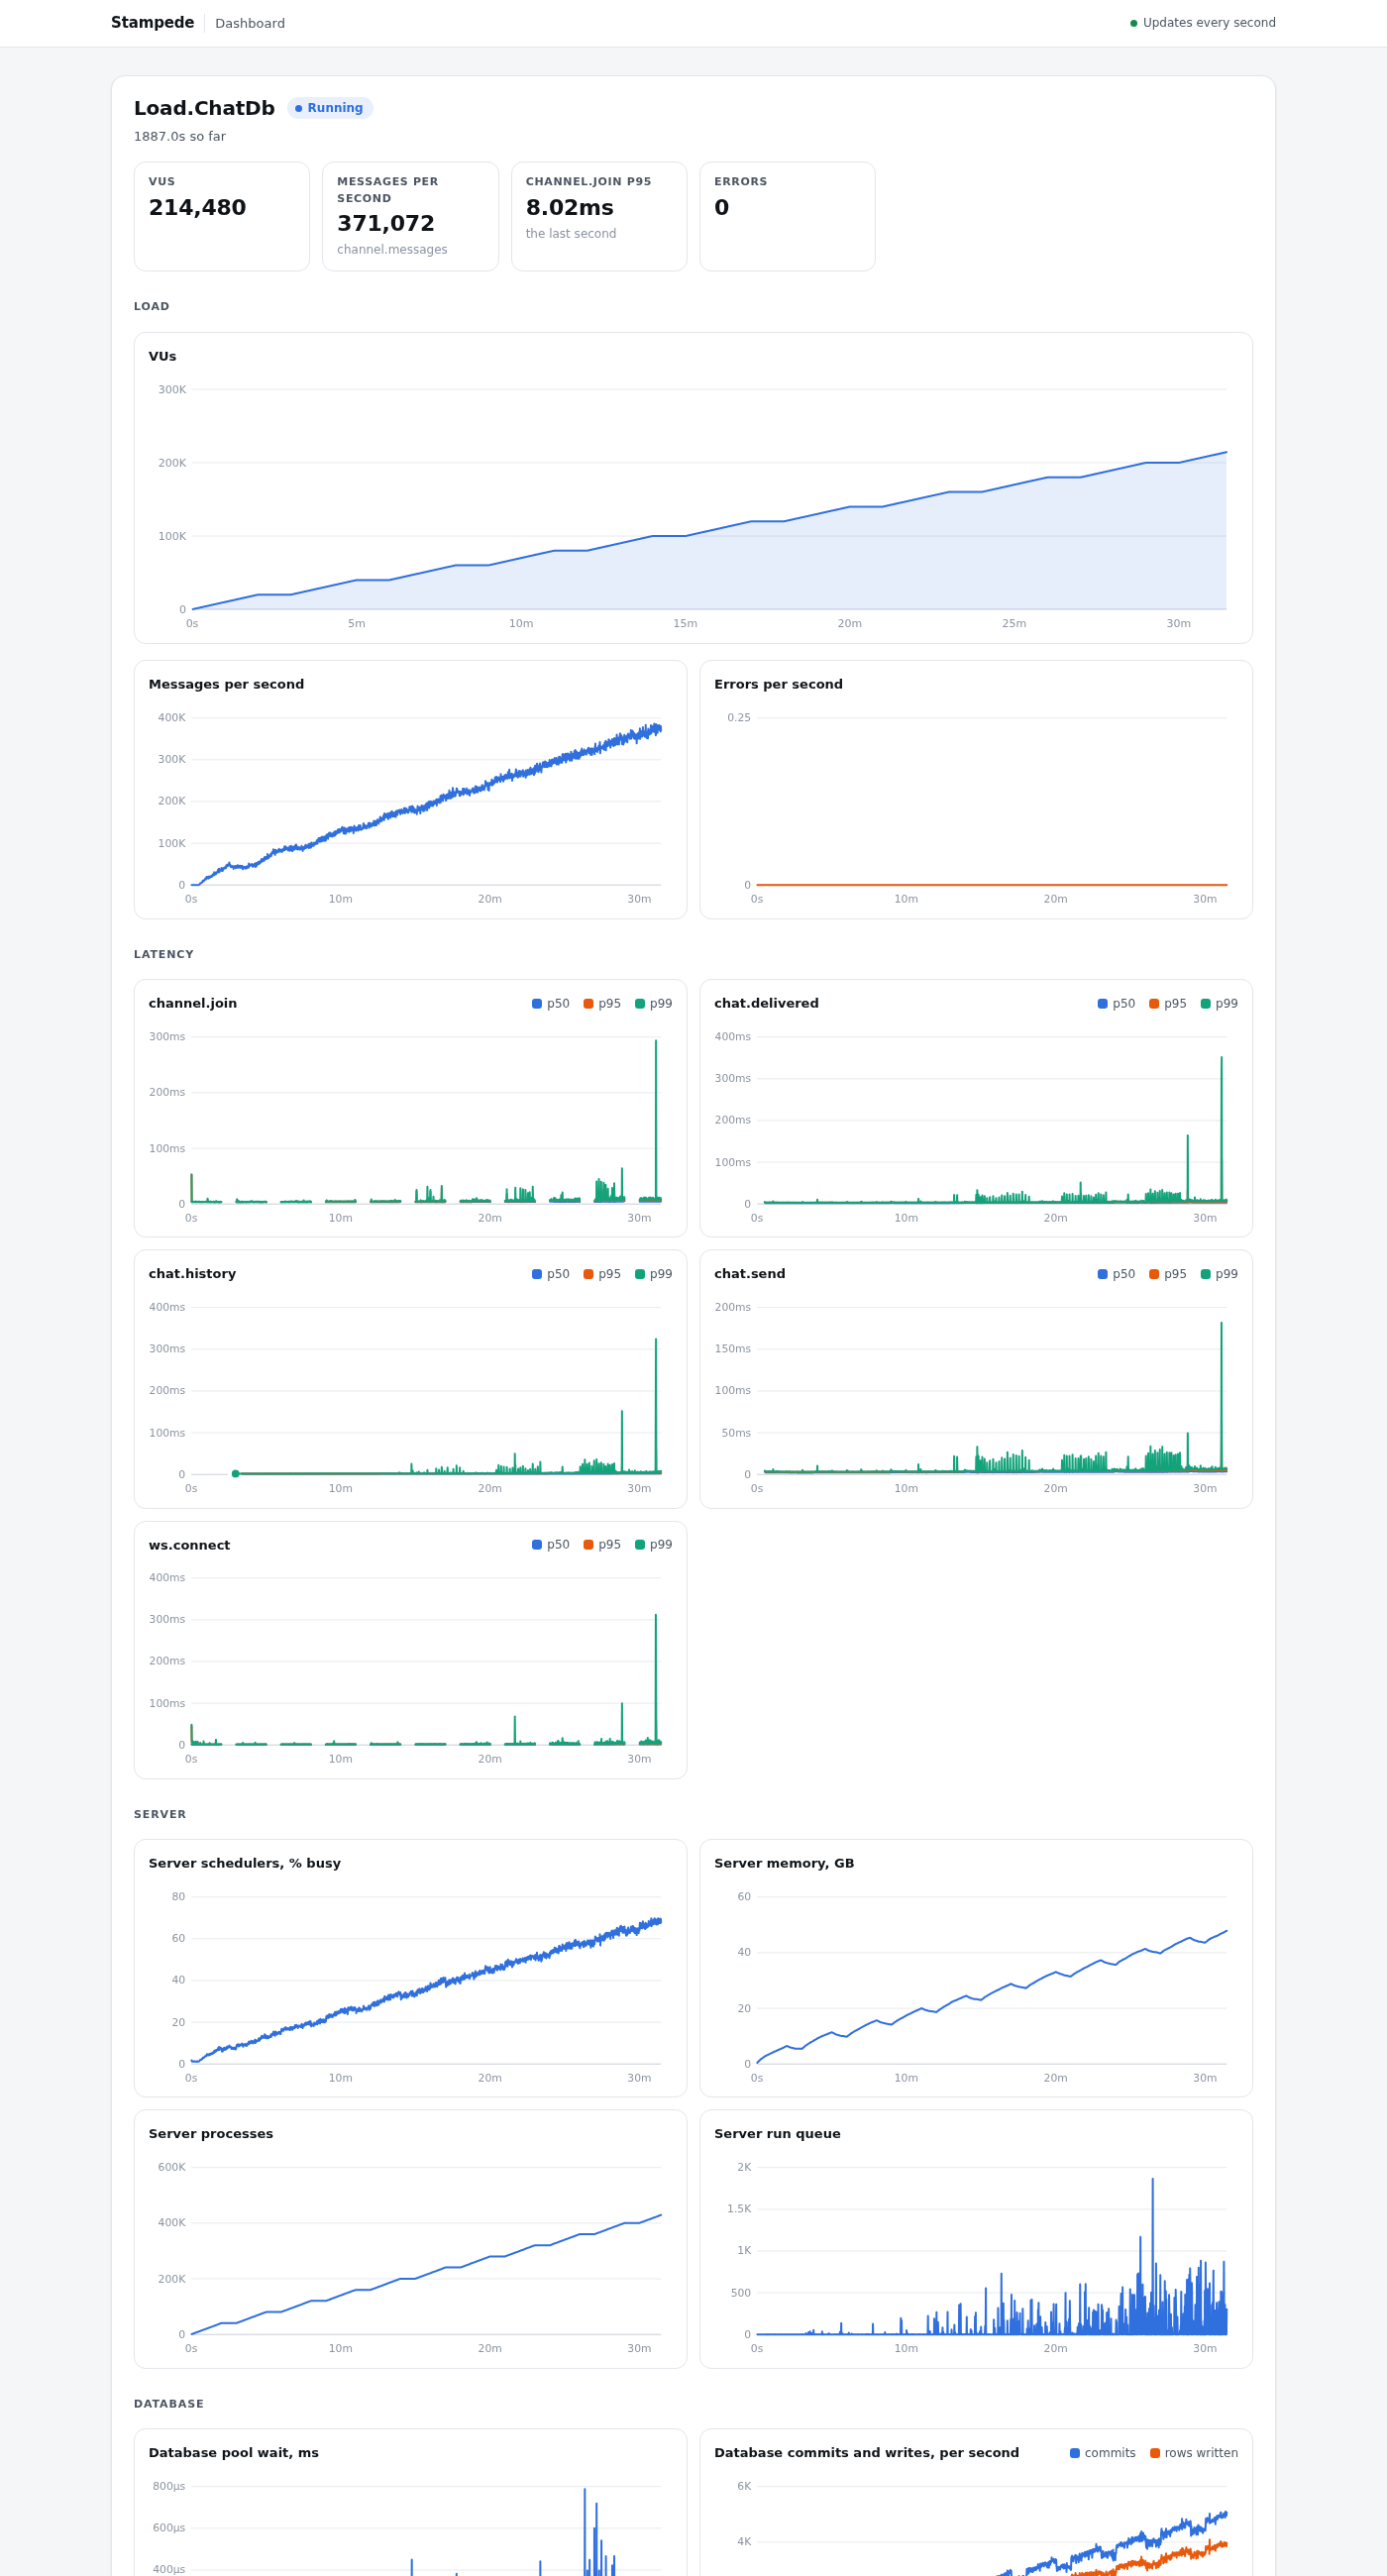 Stampede Dashboard Updates every second
Load.ChatDb Running
1887.0s so far
VUS
214,480
MESSAGES PER
SECOND
371,072
channel.messages
CHANNEL.JOIN P95
8.02ms
the last second
ERRORS
0
LOAD
VUs
300K
200K
100K
0
0s 5m 10m 15m 20m 25m 30m
Messages per second
400K
300K
200K
100K
0
0s 10m 20m 30m
Errors per second
0.25
0
0s 10m 20m 30m
LATENCY
channel.join p50 p95 p99
300ms
200ms
100ms
0
0s 10m 20m 30m
chat.delivered p50 p95 p99
400ms
300ms
200ms
100ms
0
0s 10m 20m 30m
chat.history p50 p95 p99
400ms
300ms
200ms
100ms
0
0s 10m 20m 30m
chat.send p50 p95 p99
200ms
150ms
100ms
50ms
0
0s 10m 20m 30m
ws.connect p50 p95 p99
400ms
300ms
200ms
100ms
0
0s 10m 20m 30m
SERVER
Server schedulers, % busy
80
60
40
20
0
0s 10m 20m 30m
Server memory, GB
60
40
20
0
0s 10m 20m 30m
Server processes
600K
400K
200K
0
0s 10m 20m 30m
Server run queue
2K
1.5K
1K
500
0
0s 10m 20m 30m
DATABASE
Database pool wait, ms
800µs
600µs
400µs
Database commits and writes, per second commits rows written
6K
4K